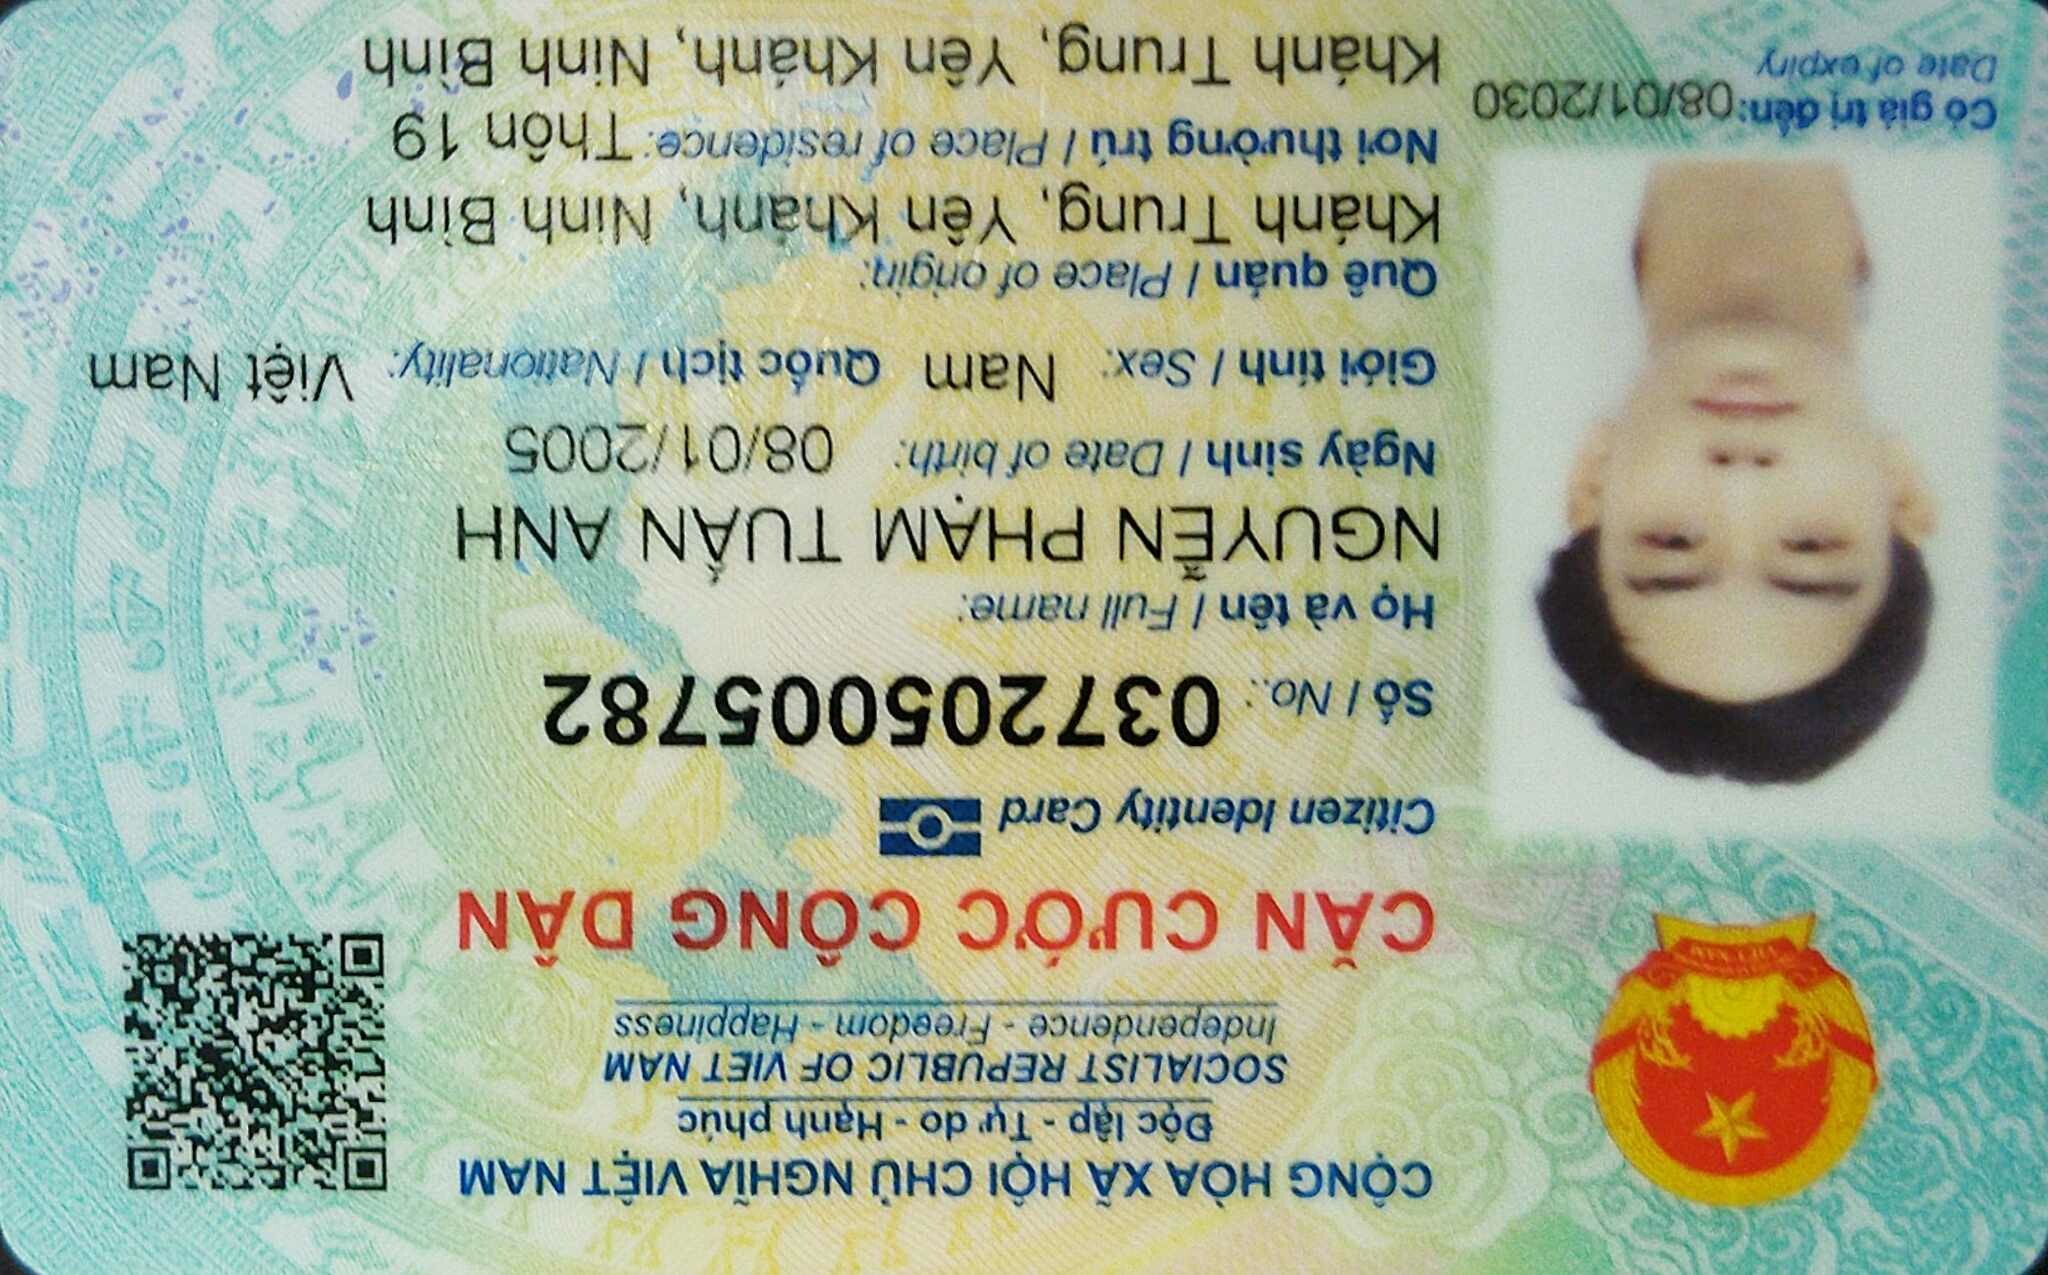 CỘNG HÒA XÃ HỘI CHỦ NGHĨA VIỆT NAM
Độc lập - Tự do - Hạnh phúc
SOCIALIST REPUBLIC OF VIET NAM
Independence - Freedom - Happiness
CĂN CƯỚC CÔNG DÂN
Citizen Identity Card
Số / No.: 037205005782
Họ và tên / Full name:
NGUYỄN PHẠM TUẤN ANH
Ngày sinh / Date of birth: 08/01/2005
Giới tính / Sex: Nam Quốc tịch / Nationality: Việt Nam
Quê quán / Place of origin:
Khánh Trung, Yên Khánh, Ninh Bình
Nơi thường trú / Place of residence: Thôn 19
Khánh Trung, Yên Khánh, Ninh Bình
Có giá trị đến: 08/01/2030
Date of expiry